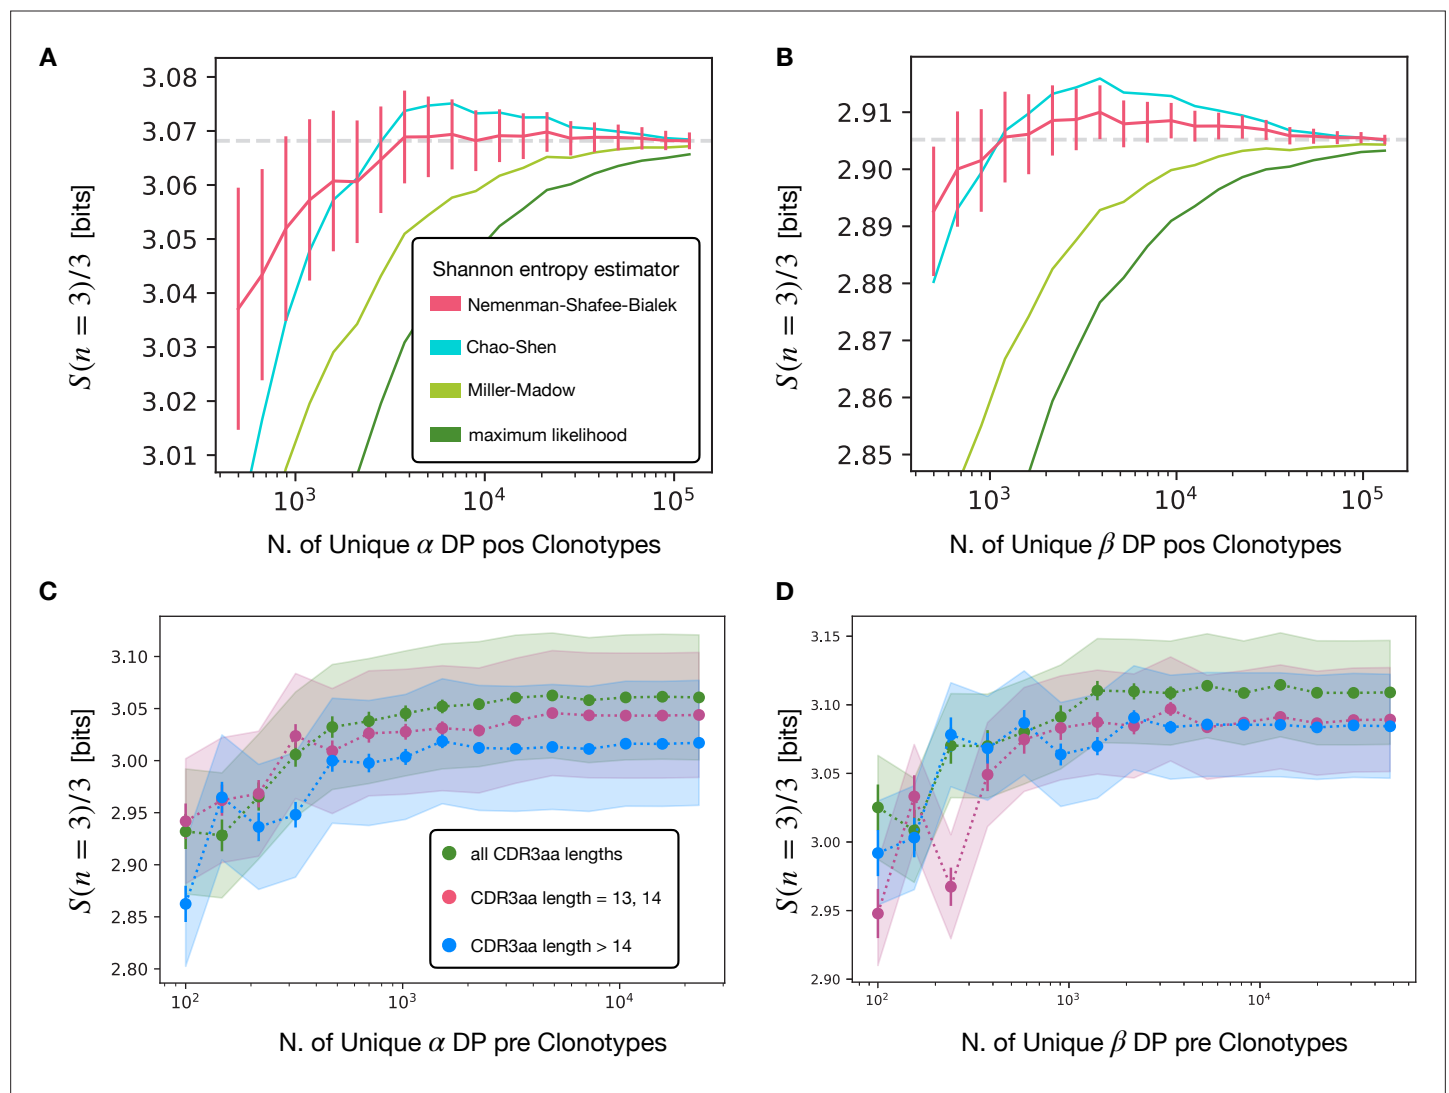 A
S(n = 3)/3 [bits]
3.08
3.07
3.06
3.05
3.04
3.03
3.02
3.01
10³
10⁴
10⁵
N. of Unique α DP pos Clonotypes
Shannon entropy estimator
Nemenman-Shafee-Bialek
Chao-Shen
Miller-Madow
maximum likelihood
B
S(n = 3)/3 [bits]
2.91
2.90
2.89
2.88
2.87
2.86
2.85
10³
10⁴
10⁵
N. of Unique β DP pos Clonotypes
C
S(n = 3)/3 [bits]
3.10
3.05
3.00
2.95
2.90
2.85
2.80
10²
10³
10⁴
N. of Unique α DP pre Clonotypes
all CDR3aa lengths
CDR3aa length = 13, 14
CDR3aa length > 14
D
S(n = 3)/3 [bits]
3.15
3.10
3.05
3.00
2.95
2.90
10²
10³
10⁴
N. of Unique β DP pre Clonotypes